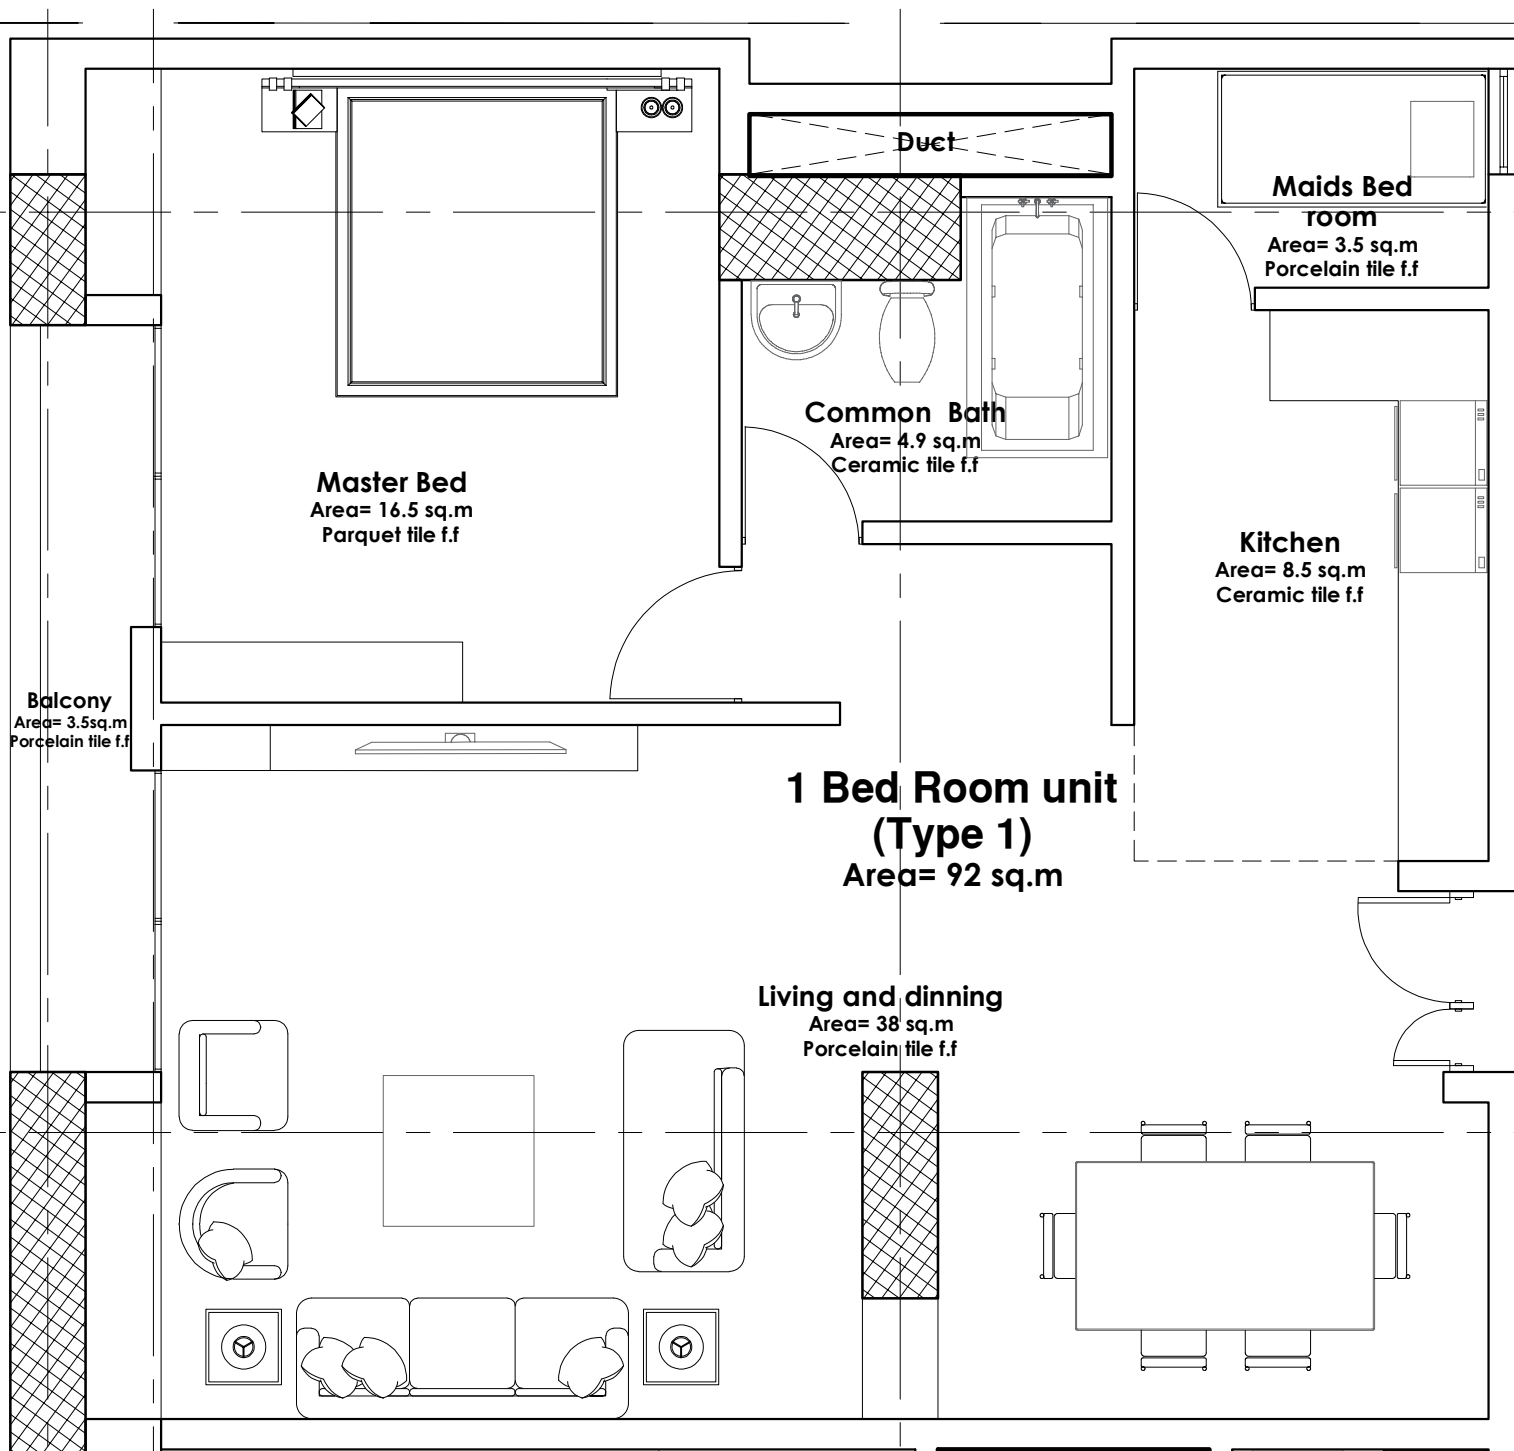 Duct
Maids Bed
room
Area= 3.5 sq.m
Porcelain tile f.f
Common  Bath
Area= 4.9 sq.m
Ceramic tile f.f
Master Bed
Area= 16.5 sq.m
Parquet tile f.f
Kitchen
Area= 8.5 sq.m
Ceramic tile f.f
Balcony
Area= 3.5sq.m
Porcelain tile f.f
1 Bed Room unit
(Type 1)
Area= 92 sq.m
Living and dinning
Area= 38 sq.m
Porcelain tile f.f